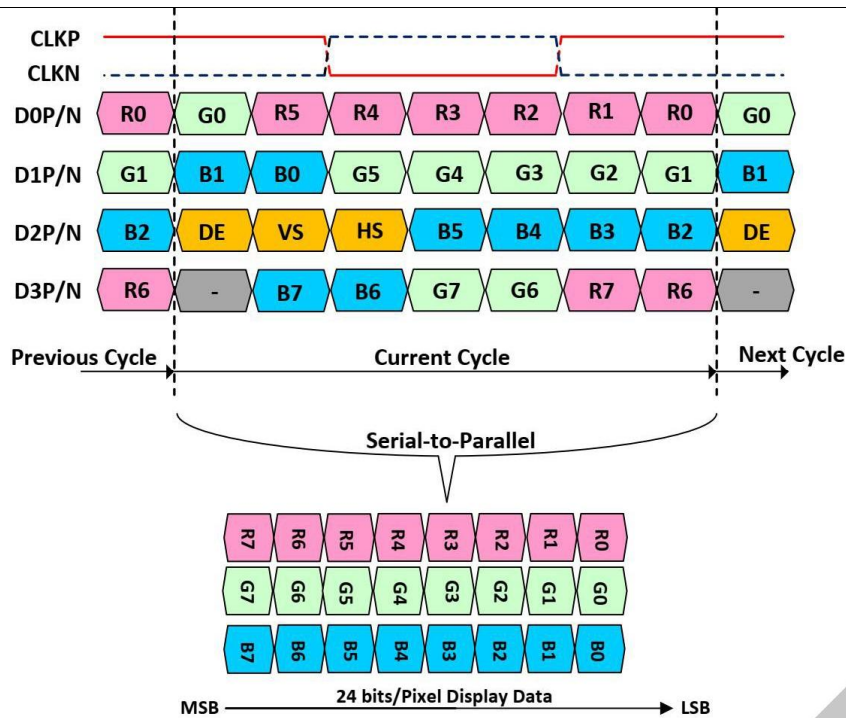 CLKP
CLKN
D0P/N R0 G0 R5 R4 R3 R2 R1 R0 G0
D1P/N G1 B1 B0 G5 G4 G3 G2 G1 B1
D2P/N B2 DE VS HS B5 B4 B3 B2 DE
D3P/N R6 - B7 B6 G7 G6 R7 R6 -
Previous Cycle Current Cycle Next Cycle
Serial-to-Parallel
R7 R6 R5 R4 R3 R2 R1 R0
G7 G6 G5 G4 G3 G2 G1 G0
B7 B6 B5 B4 B3 B2 B1 B0
MSB 24 bits/Pixel Display Data LSB